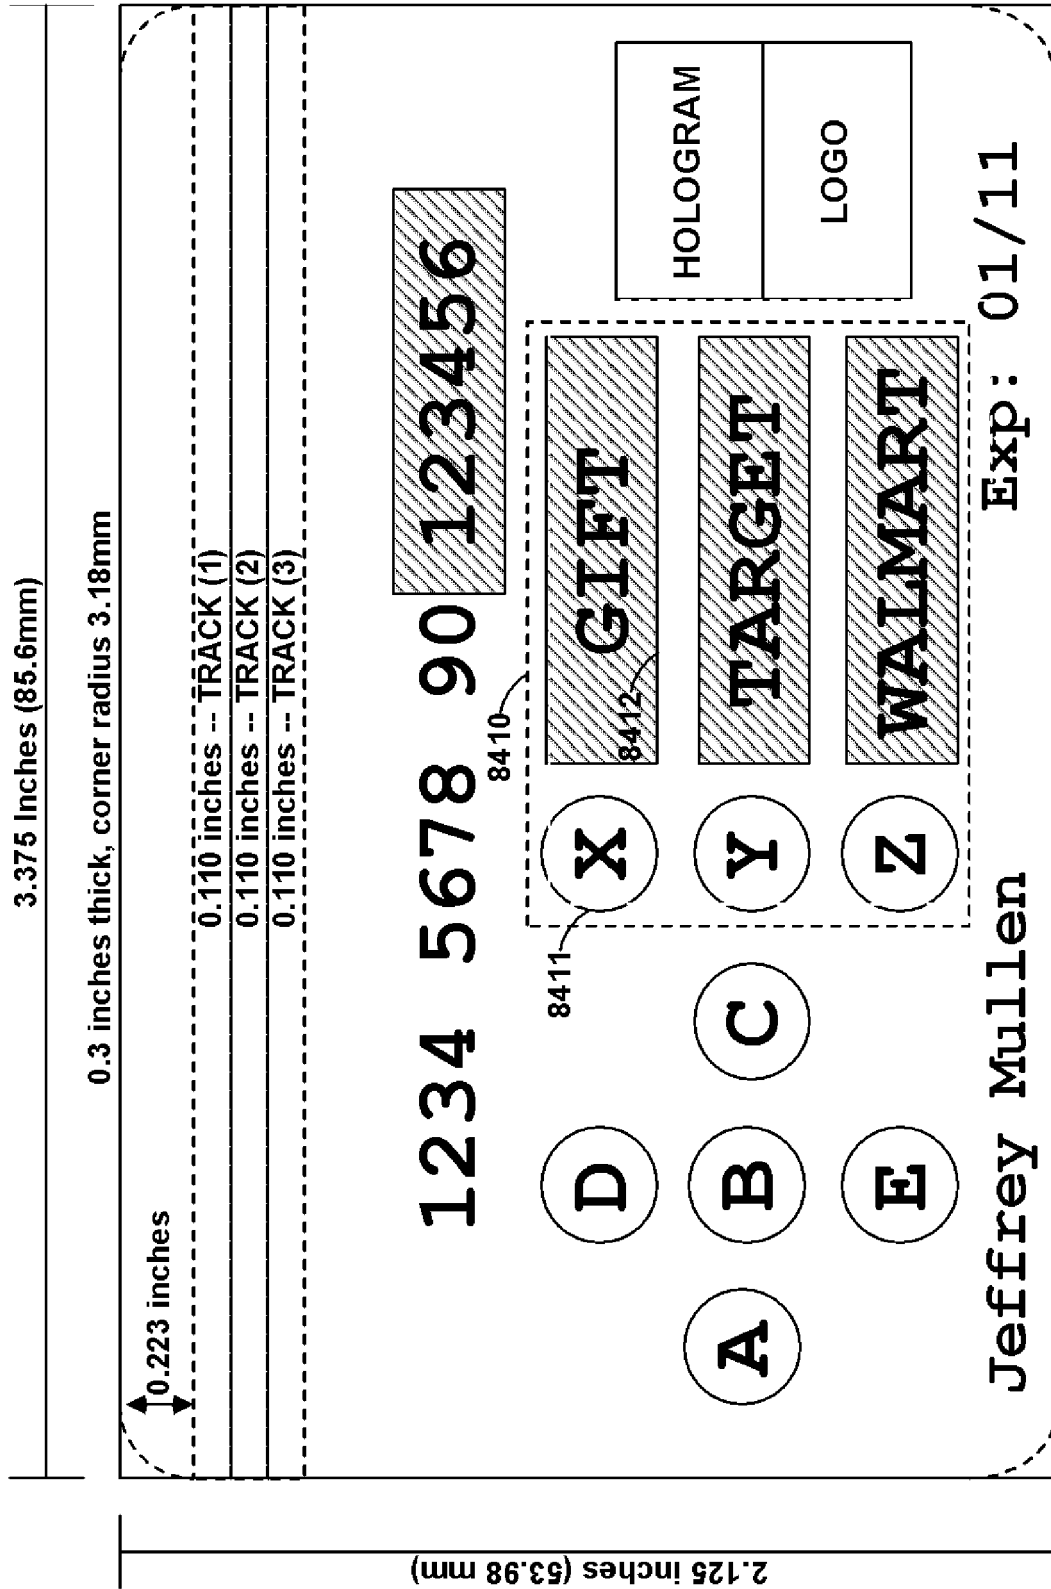 3.375 Inches (85.6mm)
0.3 inches thick, corner radius 3.18mm
0.223 inches
0.110 inches -- TRACK (1)
0.110 inches -- TRACK (2)
0.110 inches -- TRACK (3)
1234 5678 90 123456
8410
8411
8412
D
X
GIFT
A
B
C
Y
TARGET
E
Z
WALMART
HOLOGRAM
LOGO
Jeffrey Mullen
Exp: 01/11
2.125 inches (53.98 mm)